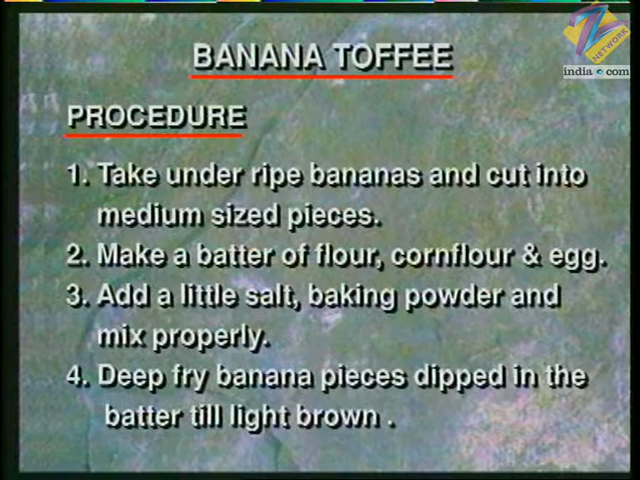 Z NETWORK
india.com
BANANA TOFFEE
PROCEDURE
1. Take under ripe bananas and cut into
medium sized pieces.
2. Make a batter of flour, cornflour & egg.
3. Add a little salt, baking powder and
mix properly.
4. Deep fry banana pieces dipped in the
batter till light brown .